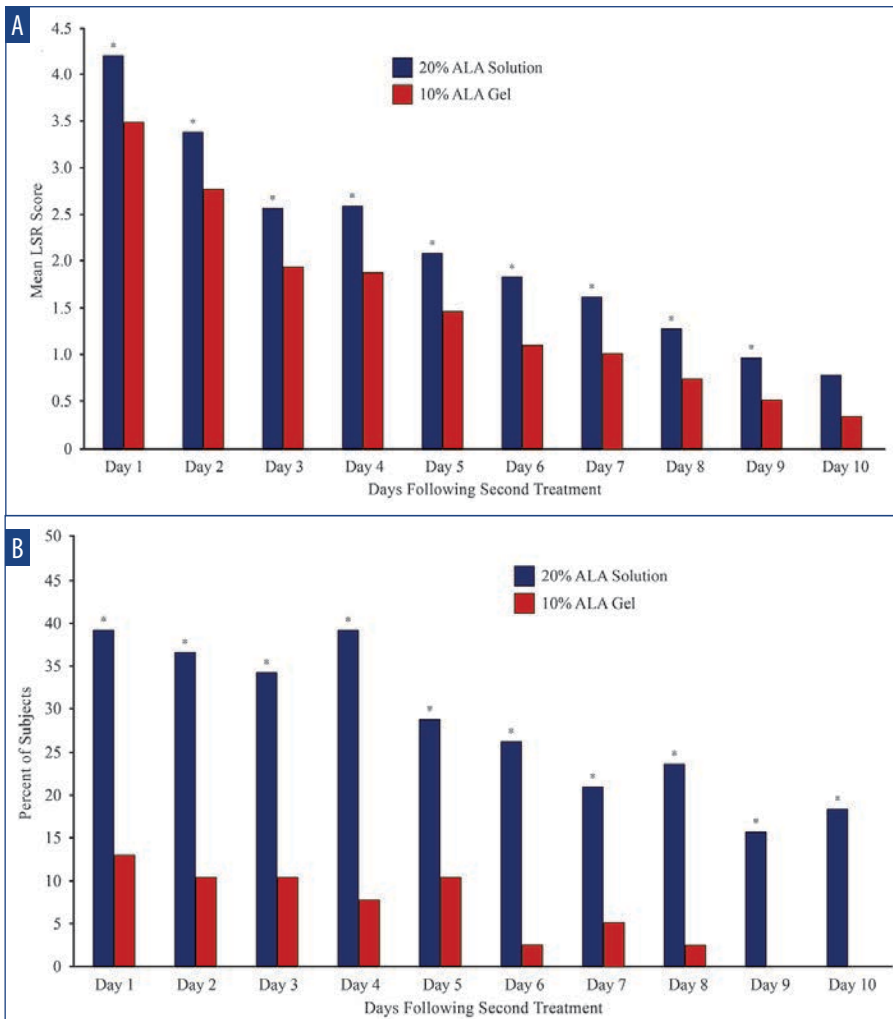 A
4.5
4.0
3.5
3.0
2.5
2.0
1.5
1.0
0.5
0
Mean LSR Score
20% ALA Solution
10% ALA Gel
* * * * * * * * *
Day 1 Day 2 Day 3 Day 4 Day 5 Day 6 Day 7 Day 8 Day 9 Day 10
Days Following Second Treatment
B
50
45
40
35
30
25
20
15
10
5
0
Percent of Subjects
20% ALA Solution
10% ALA Gel
* * * * * * * * * *
Day 1 Day 2 Day 3 Day 4 Day 5 Day 6 Day 7 Day 8 Day 9 Day 10
Days Following Second Treatment